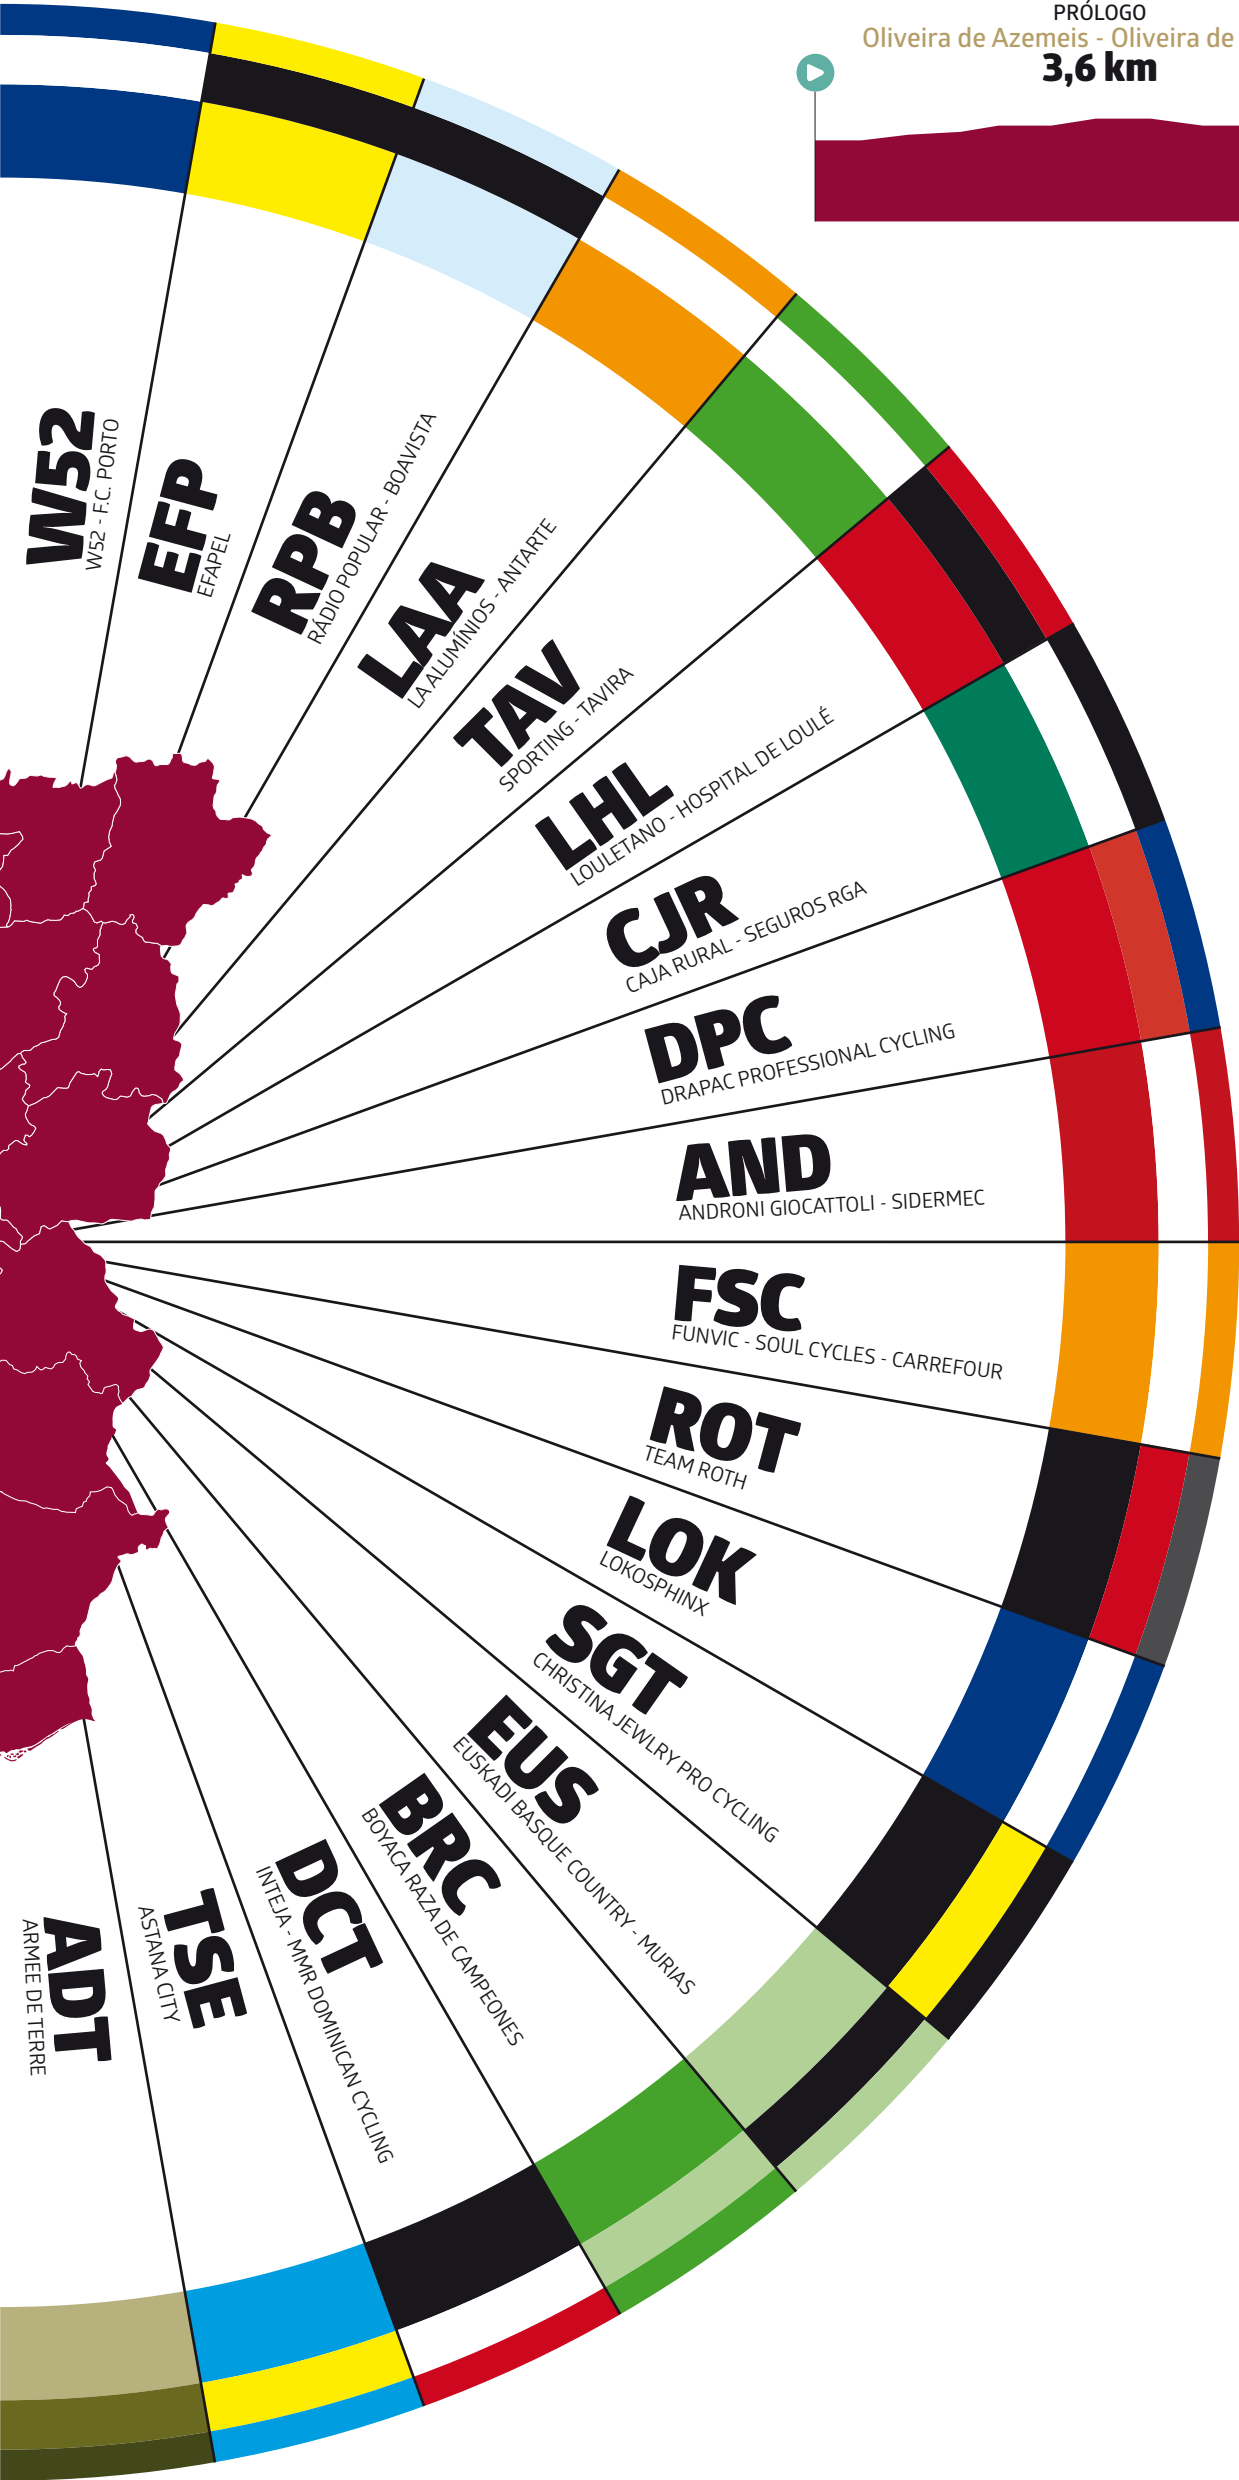 PRÓLOGO
Oliveira de Azemeis - Oliveira de
3,6 km
W52
W52 - F.C. PORTO
EFP
EFAPEL
RPB
RÁDIO POPULAR - BOAVISTA
LAA
LA ALUMÍNIOS - ANTARTE
TAV
SPORTING - TAVIRA
LHL
LOULETANO - HOSPITAL DE LOULÉ
CJR
CAJA RURAL - SEGUROS RGA
DPC
DRAPAC PROFESSIONAL CYCLING
AND
ANDRONI GIOCATTOLI - SIDERMEC
FSC
FUNVIC - SOUL CYCLES - CARREFOUR
ROT
TEAM ROTH
LOK
LOKOSPHINX
SGT
CHRISTINA JEWLRY PRO CYCLING
EUS
EUSKADI BASQUE COUNTRY - MURIAS
BRC
BOYACA RAZA DE CAMPEONES
DCT
INTEJA - MMR DOMINICAN CYCLING
TSE
ASTANA CITY
ADT
ARMEE DE TERRE